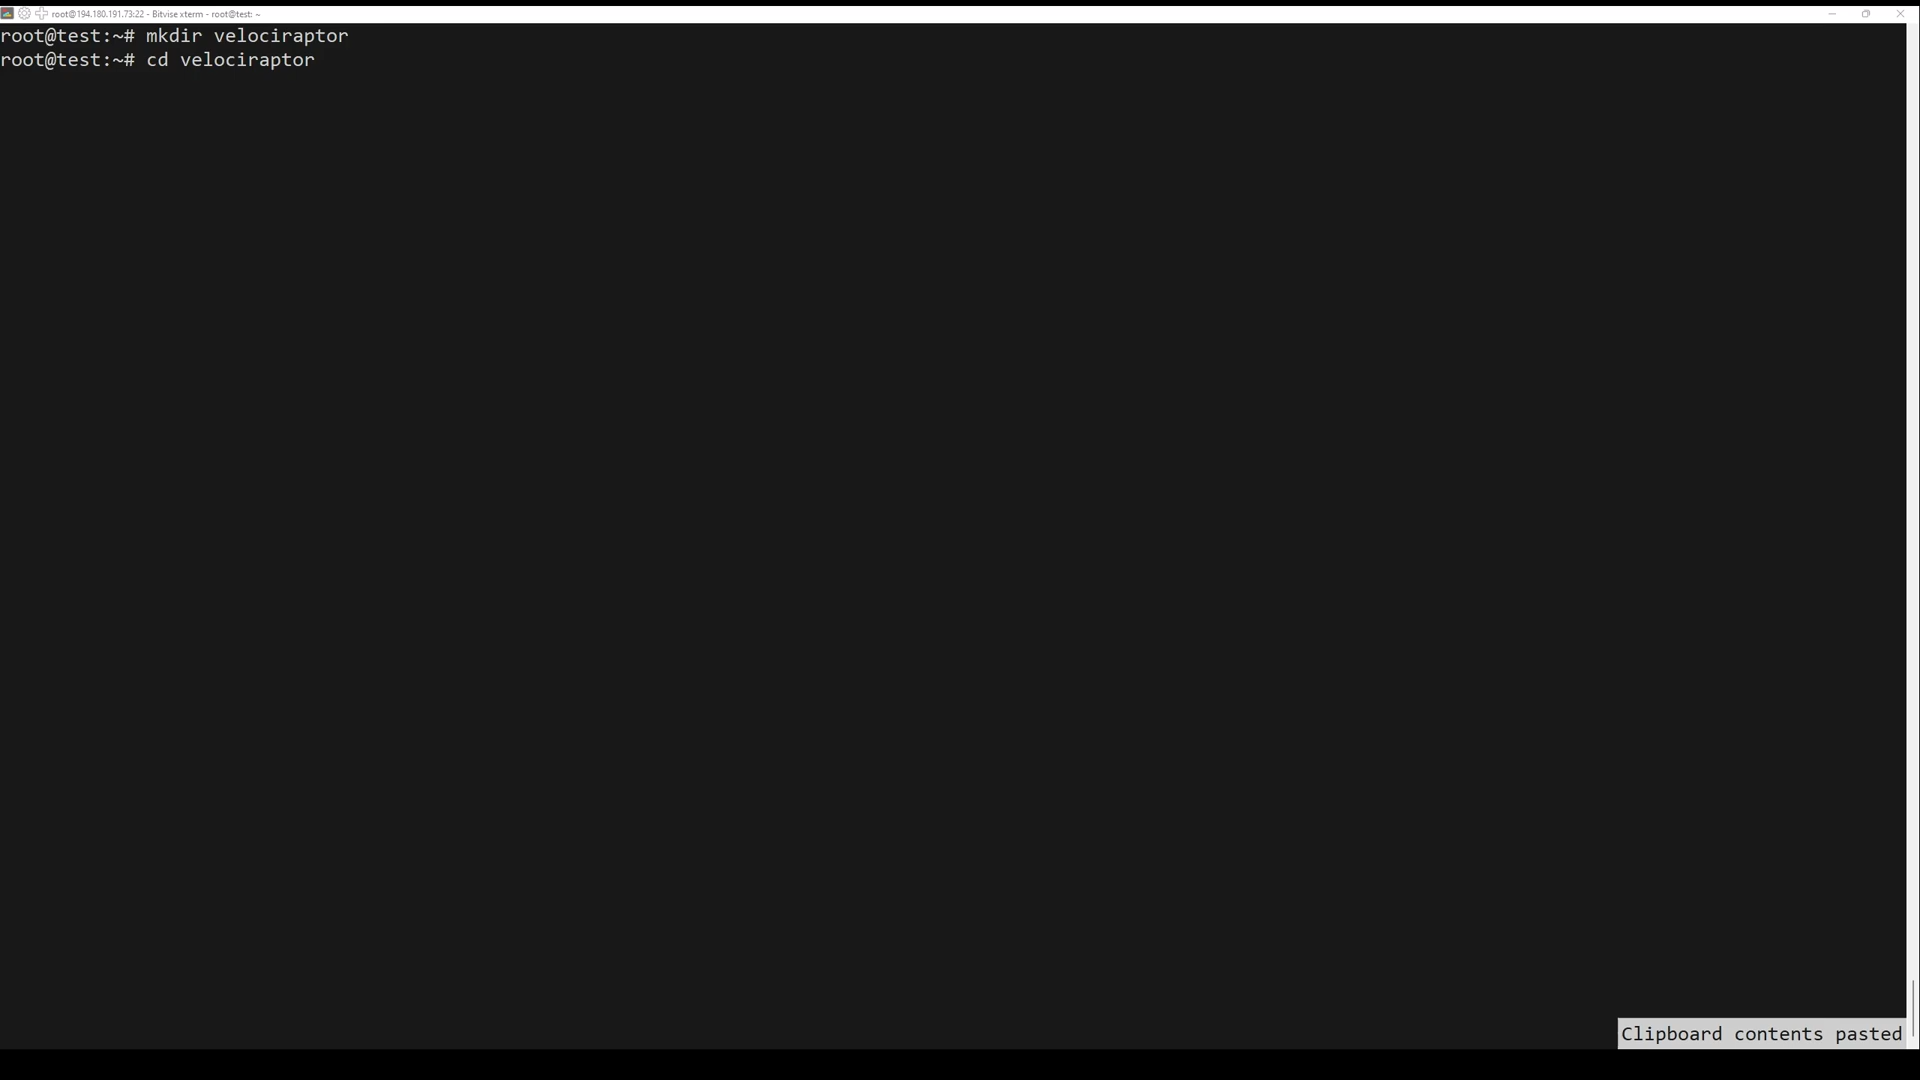 root@194.180.191.73:22 - Bitvise xterm - root@test: ~
root@test:~# mkdir velociraptor
root@test:~# cd velociraptor
Clipboard contents pasted